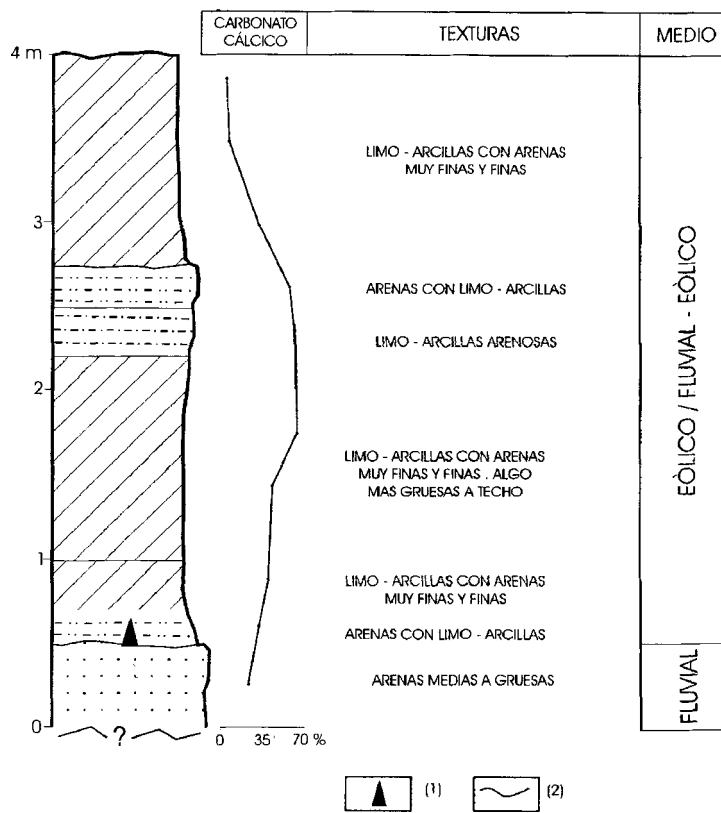 CARBONATO
CÁLCICO
TEXTURAS
MEDIO
4 m
LIMO - ARCILLAS CON ARENAS
MUY FINAS Y FINAS
3
ARENAS CON LIMO - ARCILLAS
LIMO - ARCILLAS ARENOSAS
2
LIMO - ARCILLAS CON ARENAS
MUY FINAS Y FINAS . ALGO
MAS GRUESAS A TECHO
EÒLICO / FLUVIAL - EÒLICO
1
LIMO - ARCILLAS CON ARENAS
MUY FINAS Y FINAS
ARENAS CON LIMO - ARCILLAS
ARENAS MEDIAS A GRUESAS
FLUVIAL
0
?
0 35 70 %
(1) (2)